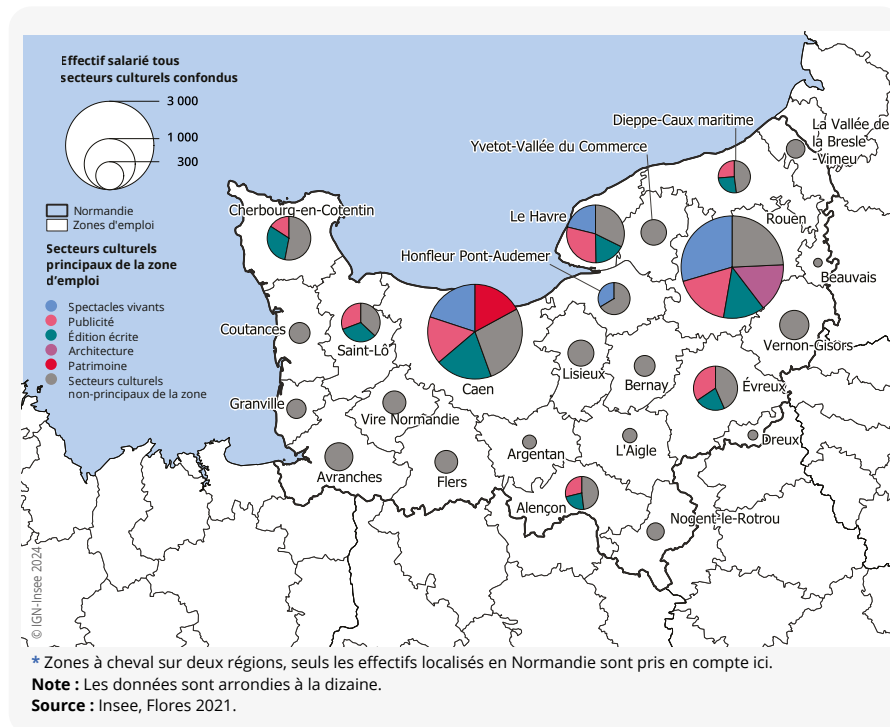 Effectif salarié tous
secteurs culturels confondus
3 000
1 000
300
Normandie
Zones d'emploi
Secteurs culturels
principaux de la zone
d'emploi
Spectacles vivants
Publicité
Édition écrite
Architecture
Patrimoine
Secteurs culturels
non-principaux de la zone
La Vallée de
la Bresle
-Vimeu
Dieppe-Caux maritime
Yvetot-Vallée du Commerce
Cherbourg-en-Cotentin
Le Havre
Rouen
Honfleur Pont-Audemer
Beauvais
Coutances
Saint-Lô
Caen
Lisieux
Bernay
Vernon-Gisors
Évreux
Granville
Vire Normandie
Argentan
L'Aigle
Dreux
Avranches
Flers
Alençon
Nogent-le-Rotrou
© IGN-Insee 2024
* Zones à cheval sur deux régions, seuls les effectifs localisés en Normandie sont pris en compte ici.
Note : Les données sont arrondies à la dizaine.
Source : Insee, Flores 2021.